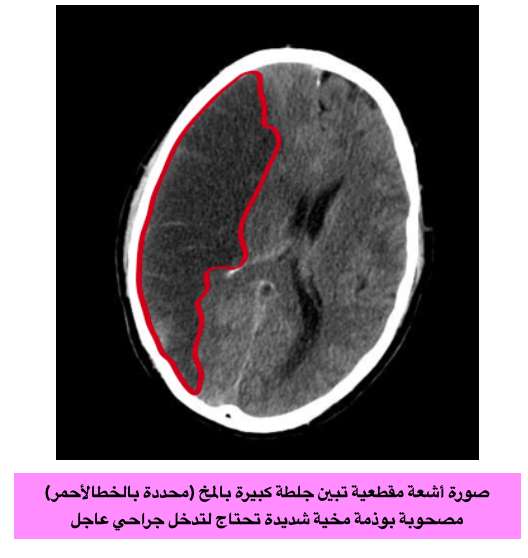 صورة أشعة مقطعية تبين جلطة كبيرة بالمخ (محددة بالخطالأحمر)
مصحوبة بوذمة مخية شديدة تحتاج لتدخل جراحي عاجل